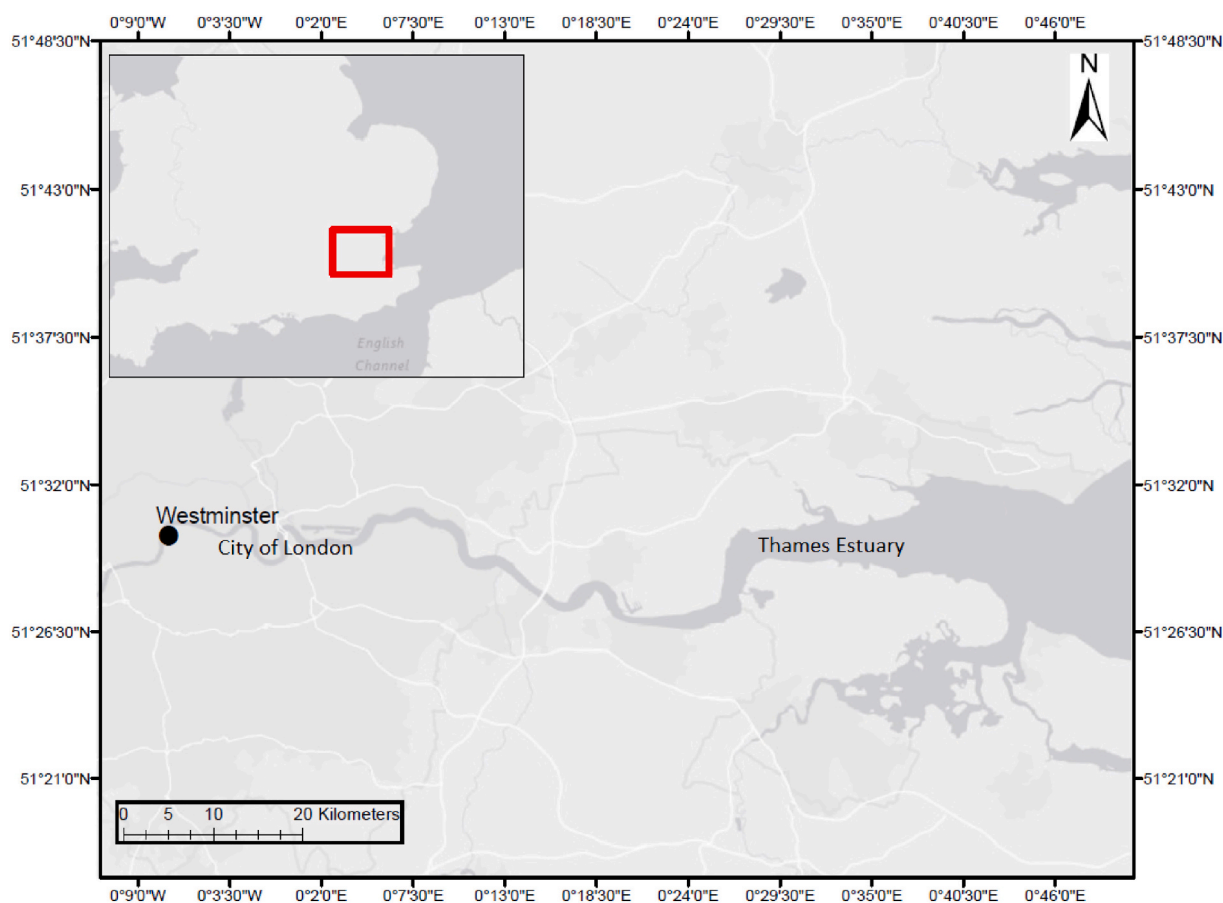 0°9'0"W 0°3'30"W 0°2'0"E 0°7'30"E 0°13'0"E 0°18'30"E 0°24'0"E 0°29'30"E 0°35'0"E 0°40'30"E 0°46'0"E
51°48'30"N 51°48'30"N
N
51°43'0"N 51°43'0"N
51°37'30"N 51°37'30"N
English
Channel
51°32'0"N 51°32'0"N
Westminster
City of London
Thames Estuary
51°26'30"N 51°26'30"N
51°21'0"N 51°21'0"N
0 5 10 20 Kilometers
0°9'0"W 0°3'30"W 0°2'0"E 0°7'30"E 0°13'0"E 0°18'30"E 0°24'0"E 0°29'30"E 0°35'0"E 0°40'30"E 0°46'0"E